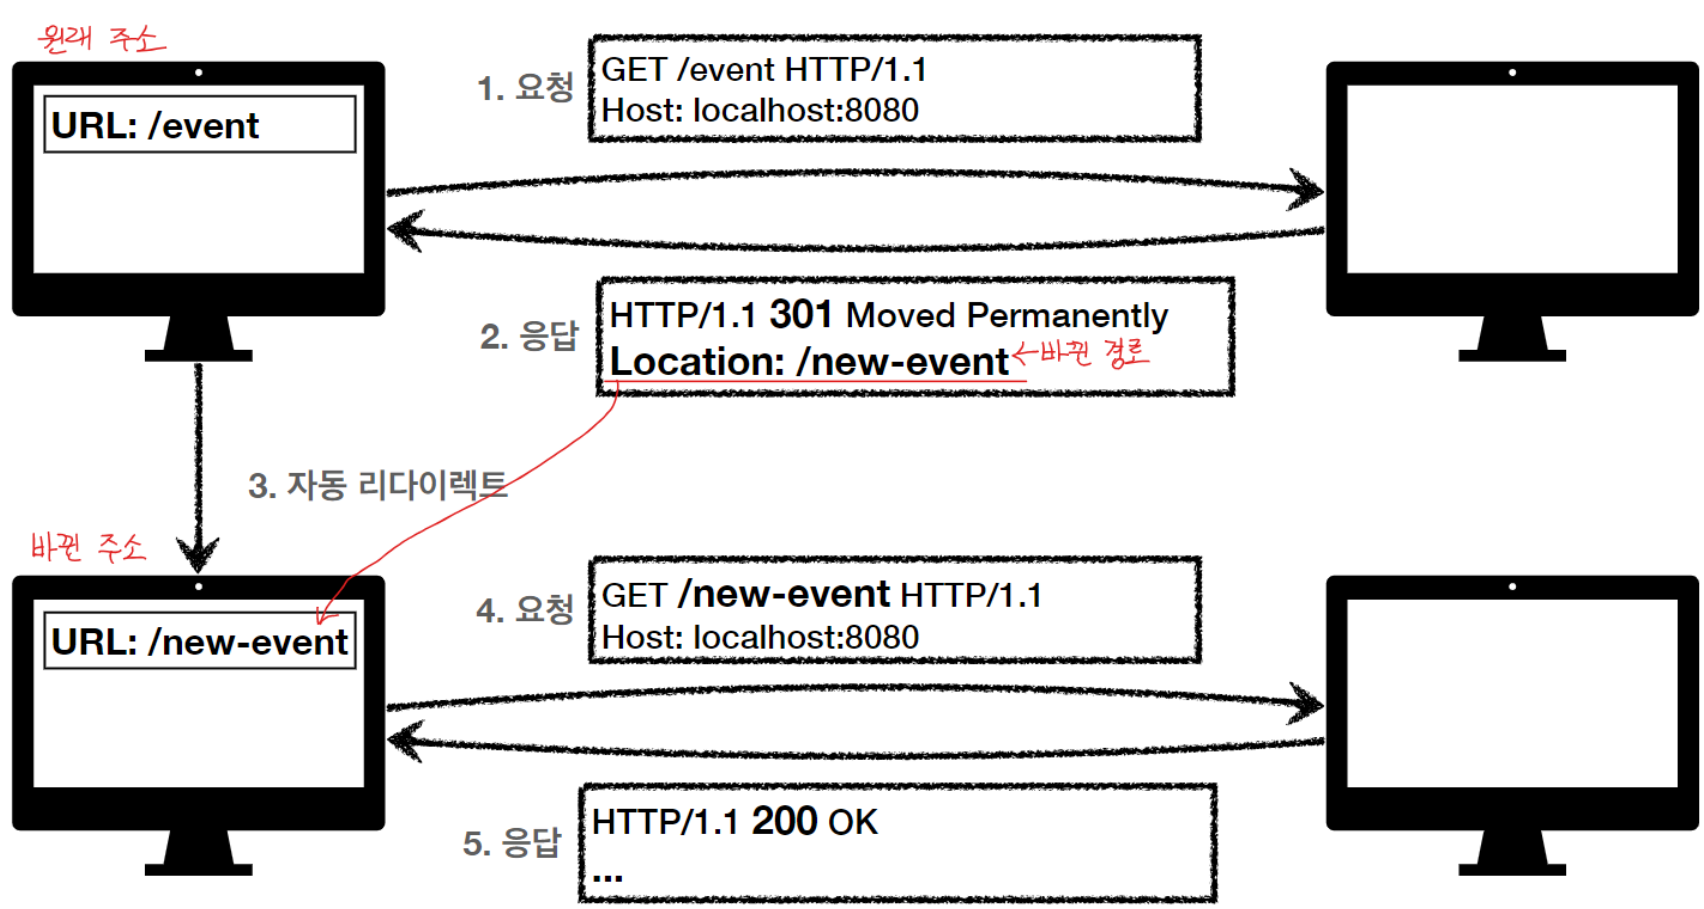 원래 주소
URL: /event
1. 요청
GET /event HTTP/1.1
Host: localhost:8080
2. 응답
HTTP/1.1 301 Moved Permanently
Location: /new-event
←바뀐 경로
3. 자동 리다이렉트
바뀐 주소
URL: /new-event
4. 요청
GET /new-event HTTP/1.1
Host: localhost:8080
5. 응답
HTTP/1.1 200 OK
...